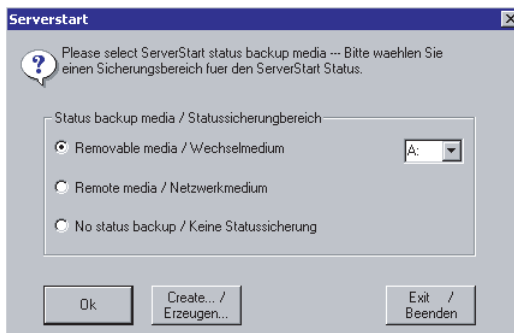 Serverstart
Please select ServerStart status backup media --- Bitte waehlen Sie
einen Sicherungsbereich fuer den ServerStart Status.
Status backup media / Statussicherungbereich
Removable media / Wechselmedium
A:
Remote media / Netzwerkmedium
No status backup / Keine Statussicherung
Ok
Create... /
Erzeugen...
Exit /
Beenden